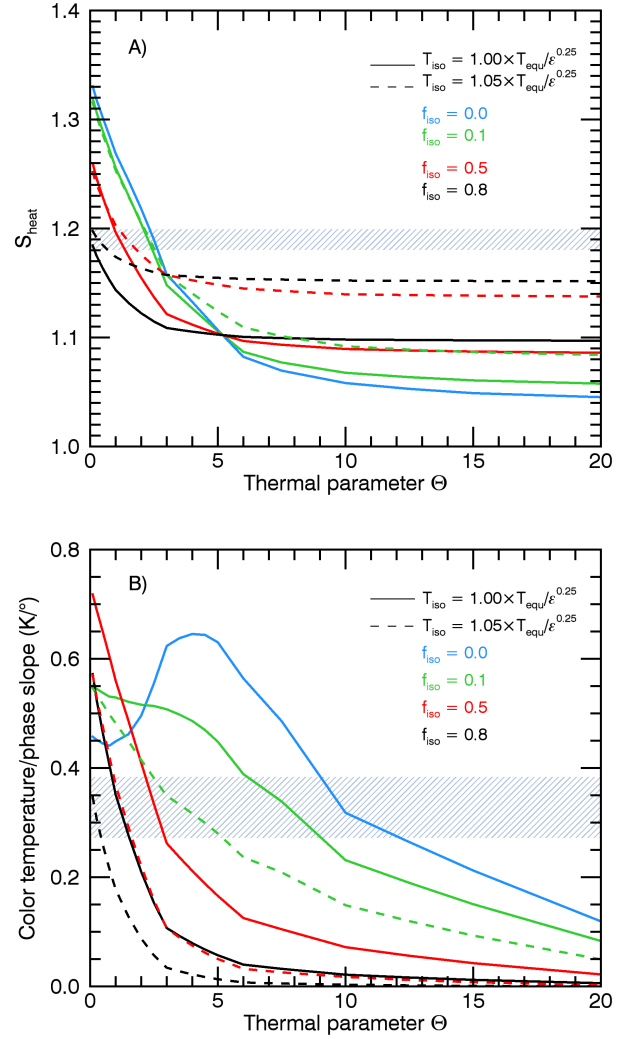 A)
T_iso = 1.00×T_equ/ε^0.25
T_iso = 1.05×T_equ/ε^0.25
f_iso = 0.0
f_iso = 0.1
f_iso = 0.5
f_iso = 0.8
S_heat
1.4
1.3
1.2
1.1
1.0
0 5 10 15 20
Thermal parameter Θ
B)
T_iso = 1.00×T_equ/ε^0.25
T_iso = 1.05×T_equ/ε^0.25
f_iso = 0.0
f_iso = 0.1
f_iso = 0.5
f_iso = 0.8
Color temperature/phase slope (K/°)
0.8
0.6
0.4
0.2
0.0
0 5 10 15 20
Thermal parameter Θ